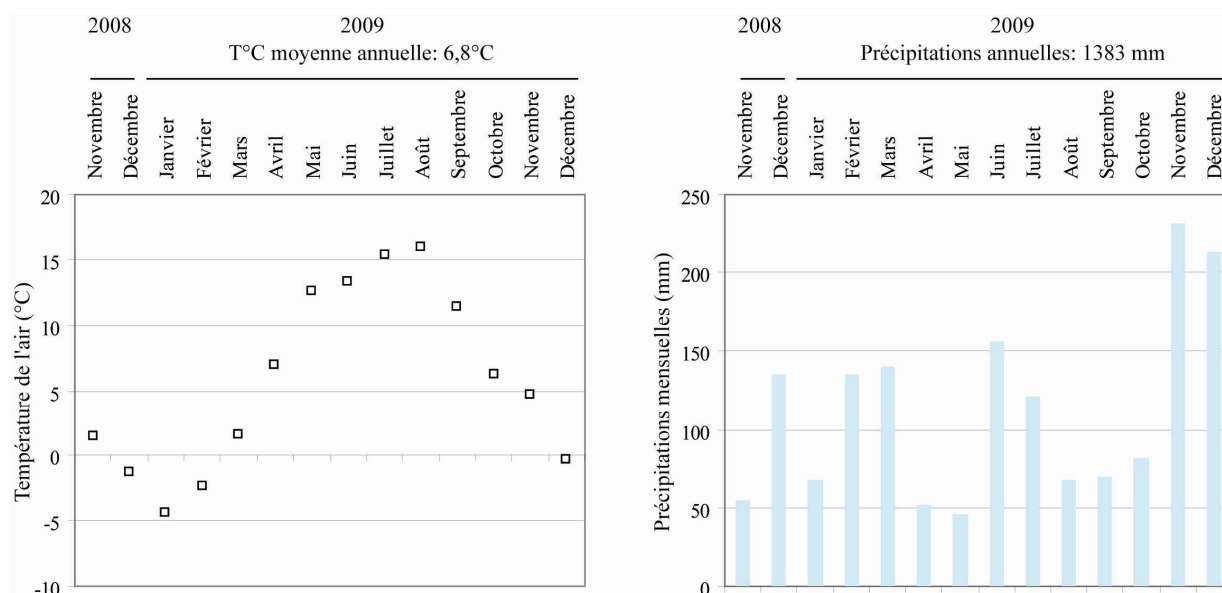 2008
2009
T°C moyenne annuelle: 6,8°C
Novembre
Décembre
Janvier
Février
Mars
Avril
Mai
Juin
Juillet
Août
Septembre
Octobre
Novembre
Décembre
Température de l'air (°C)
20
15
10
5
0
-5
-10
2008
2009
Précipitations annuelles: 1383 mm
Novembre
Décembre
Janvier
Février
Mars
Avril
Mai
Juin
Juillet
Août
Septembre
Octobre
Novembre
Décembre
Précipitations mensuelles (mm)
250
200
150
100
50
0